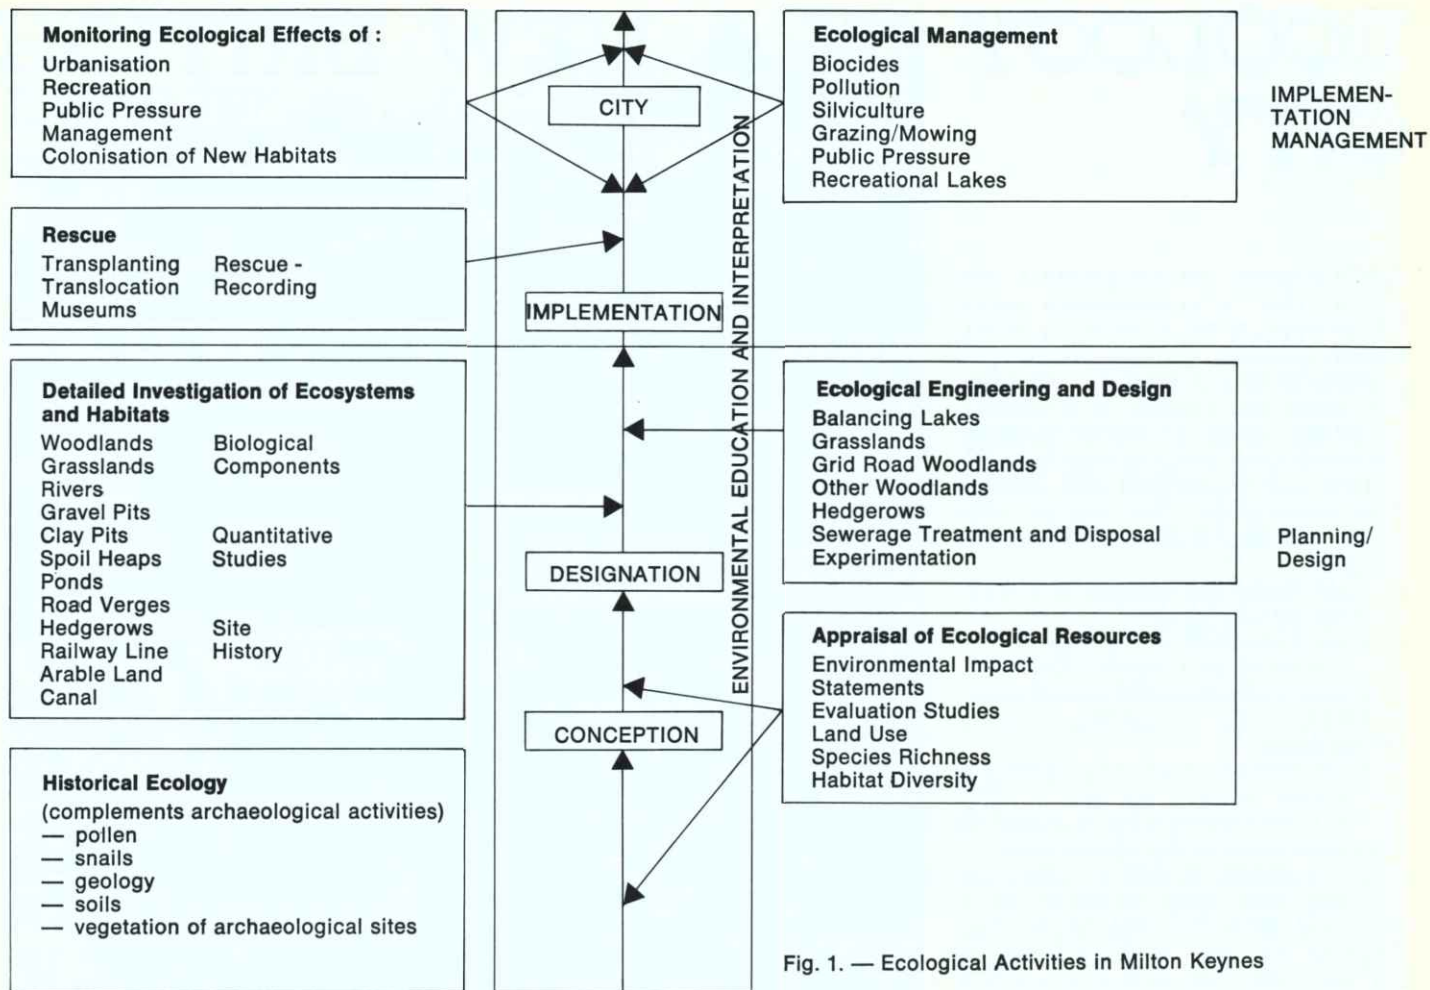 Monitoring Ecological Effects of :
Urbanisation
Recreation
Public Pressure
Management
Colonisation of New Habitats
Rescue
Transplanting Rescue -
Translocation Recording
Museums
Detailed Investigation of Ecosystems
and Habitats
Woodlands Biological
Grasslands Components
Rivers
Gravel Pits
Clay Pits Quantitative
Spoil Heaps Studies
Ponds
Road Verges
Hedgerows Site
Railway Line History
Arable Land
Canal
Historical Ecology
(complements archaeological activities)
— pollen
— snails
— geology
— soils
— vegetation of archaeological sites
CITY
IMPLEMENTATION
DESIGNATION
CONCEPTION
ENVIRONMENTAL EDUCATION AND INTERPRETATION
Ecological Management
Biocides
Pollution
Silviculture
Grazing/Mowing
Public Pressure
Recreational Lakes
IMPLEMEN-
TATION
MANAGEMENT
Ecological Engineering and Design
Balancing Lakes
Grasslands
Grid Road Woodlands
Other Woodlands
Hedgerows
Sewerage Treatment and Disposal
Experimentation
Planning/
Design
Appraisal of Ecological Resources
Environmental Impact
Statements
Evaluation Studies
Land Use
Species Richness
Habitat Diversity
Fig. 1. — Ecological Activities in Milton Keynes